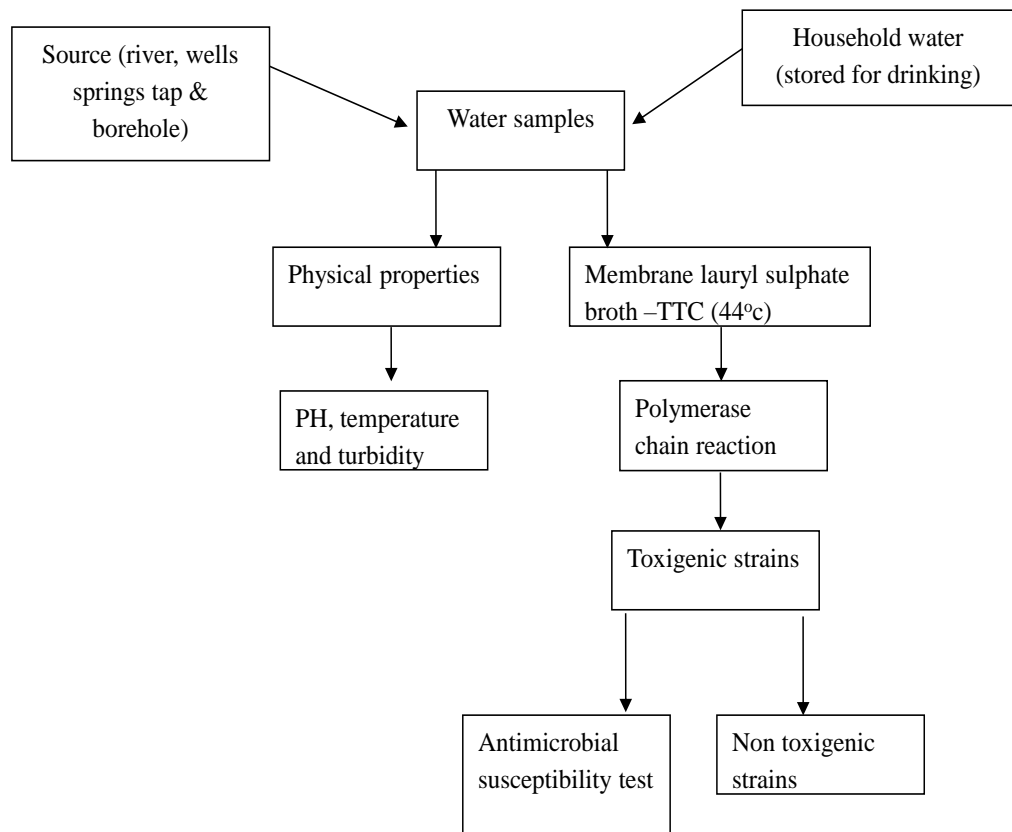 Source (river, wells
springs tap &
borehole)
Household water
(stored for drinking)
Water samples
Physical properties
Membrane lauryl sulphate
broth –TTC (44ᵒc)
PH, temperature
and turbidity
Polymerase
chain reaction
Toxigenic strains
Antimicrobial
susceptibility test
Non toxigenic
strains